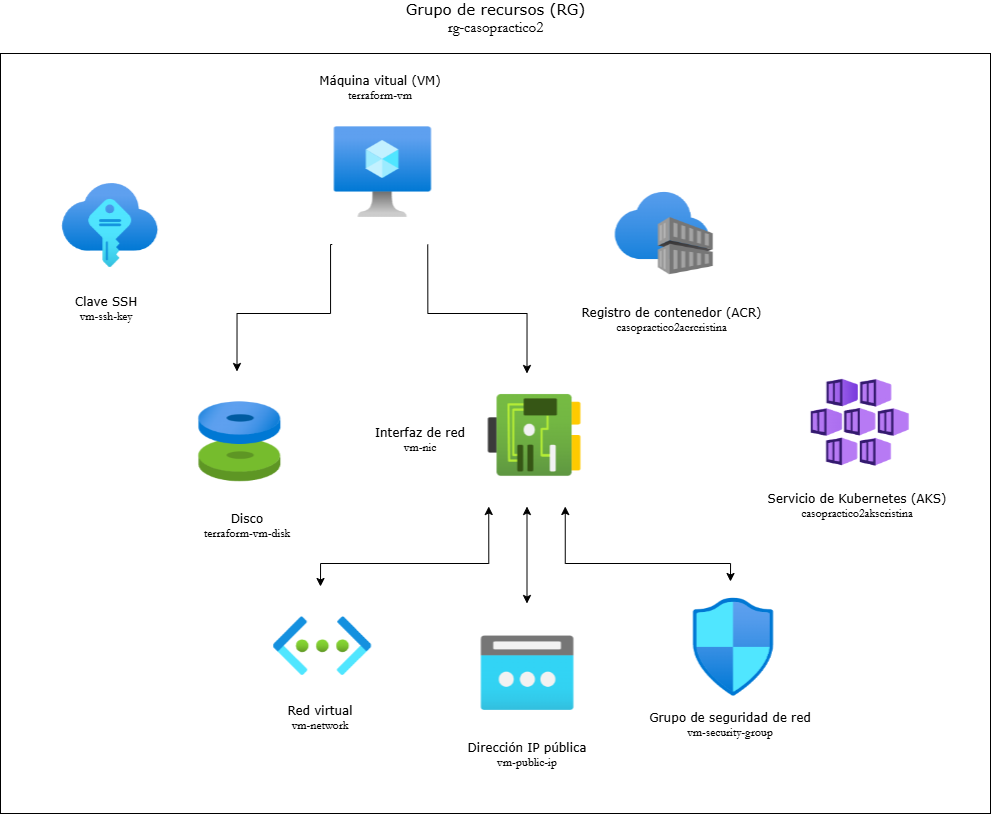 Grupo de recursos (RG)
rg-casopractico2
Máquina vitual (VM)
terraform-vm
Clave SSH
vm-ssh-key
Registro de contenedor (ACR)
casopractico2acrcristina
Interfaz de red
vm-nic
Servicio de Kubernetes (AKS)
casopractico2akscristina
Disco
terraform-vm-disk
Red virtual
vm-network
Dirección IP pública
vm-public-ip
Grupo de seguridad de red
vm-security-group